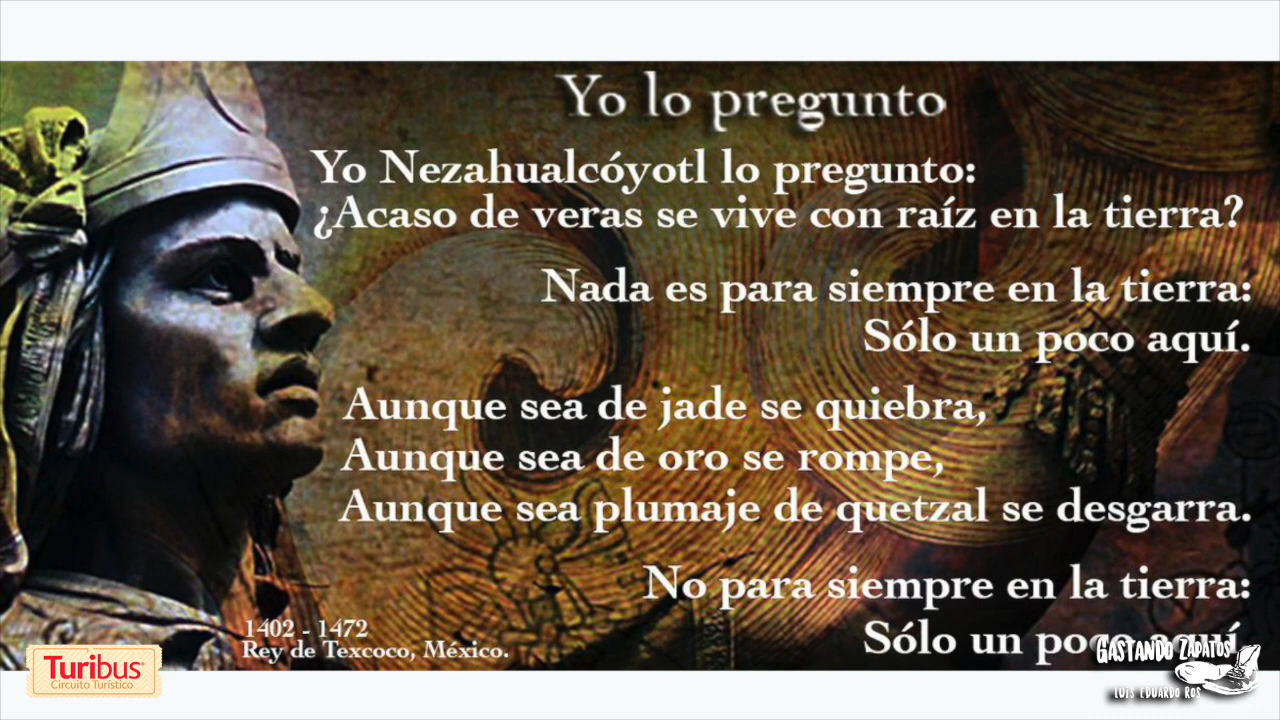 Yo lo pregunto
Yo Nezahualcóyotl lo pregunto:
¿Acaso de veras se vive con raíz en la tierra?
Nada es para siempre en la tierra:
Sólo un poco aquí.
Aunque sea de jade se quiebra,
Aunque sea de oro se rompe,
Aunque sea plumaje de quetzal se desgarra.
No para siempre en la tierra:
Sólo un poco aquí.
1402 - 1472
Rey de Texcoco, México.
Turibus
Circuito Turístico
Gastando Zapatos
Luis Eduardo Ros